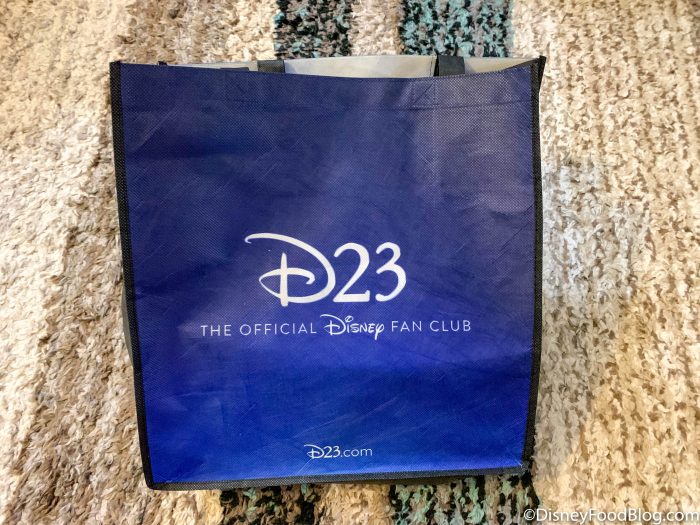 D23
THE OFFICIAL Disney FAN CLUB
D23.com
©DisneyFoodBlog.com